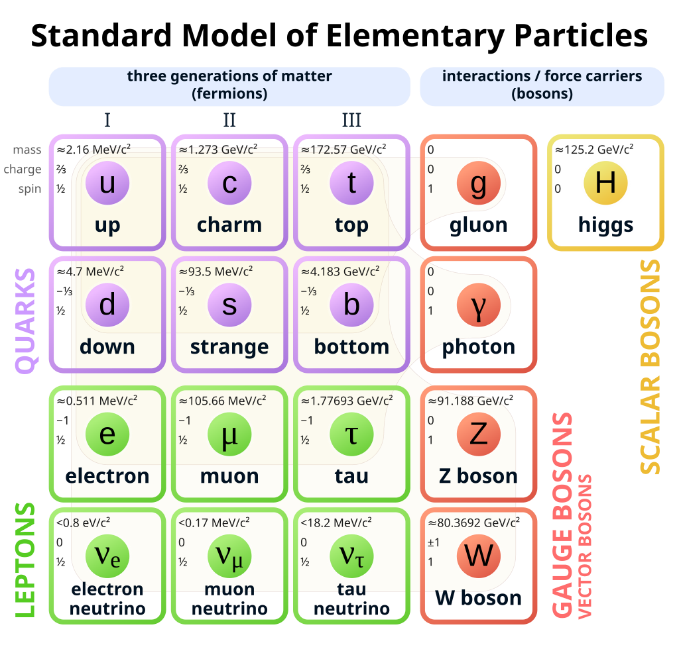 Standard Model of Elementary Particles
three generations of matter
(fermions)
interactions / force carriers
(bosons)
I
II
III
mass
charge
spin
≈2.16 MeV/c²
⅔
½
u
up
≈1.273 GeV/c²
⅔
½
c
charm
≈172.57 GeV/c²
⅔
½
t
top
0
0
1
g
gluon
≈125.2 GeV/c²
0
0
H
higgs
QUARKS
≈4.7 MeV/c²
−⅓
½
d
down
≈93.5 MeV/c²
−⅓
½
s
strange
≈4.183 GeV/c²
−⅓
½
b
bottom
0
0
1
γ
photon
SCALAR BOSONS
≈0.511 MeV/c²
−1
½
e
electron
≈105.66 MeV/c²
−1
½
μ
muon
≈1.77693 GeV/c²
−1
½
τ
tau
≈91.188 GeV/c²
0
1
Z
Z boson
LEPTONS
<0.8 eV/c²
0
½
νe
electron
neutrino
<0.17 MeV/c²
0
½
νμ
muon
neutrino
<18.2 MeV/c²
0
½
ντ
tau
neutrino
≈80.3692 GeV/c²
±1
1
W
W boson
GAUGE BOSONS
VECTOR BOSONS